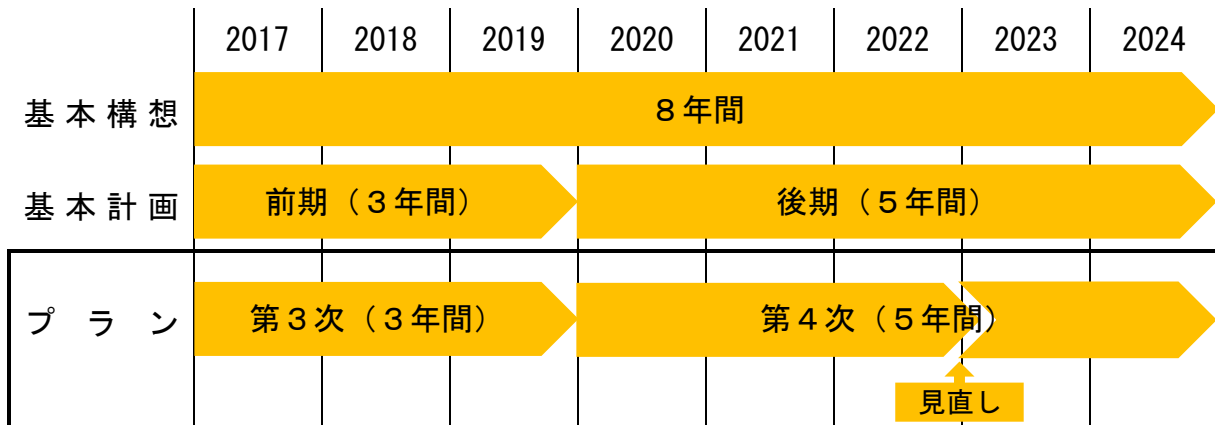 2017 2018 2019 2020 2021 2022 2023 2024
基本構想 8年間
基本計画 前期（3年間） 後期（5年間）
プラン 第3次（3年間） 第4次（5年間）
見直し